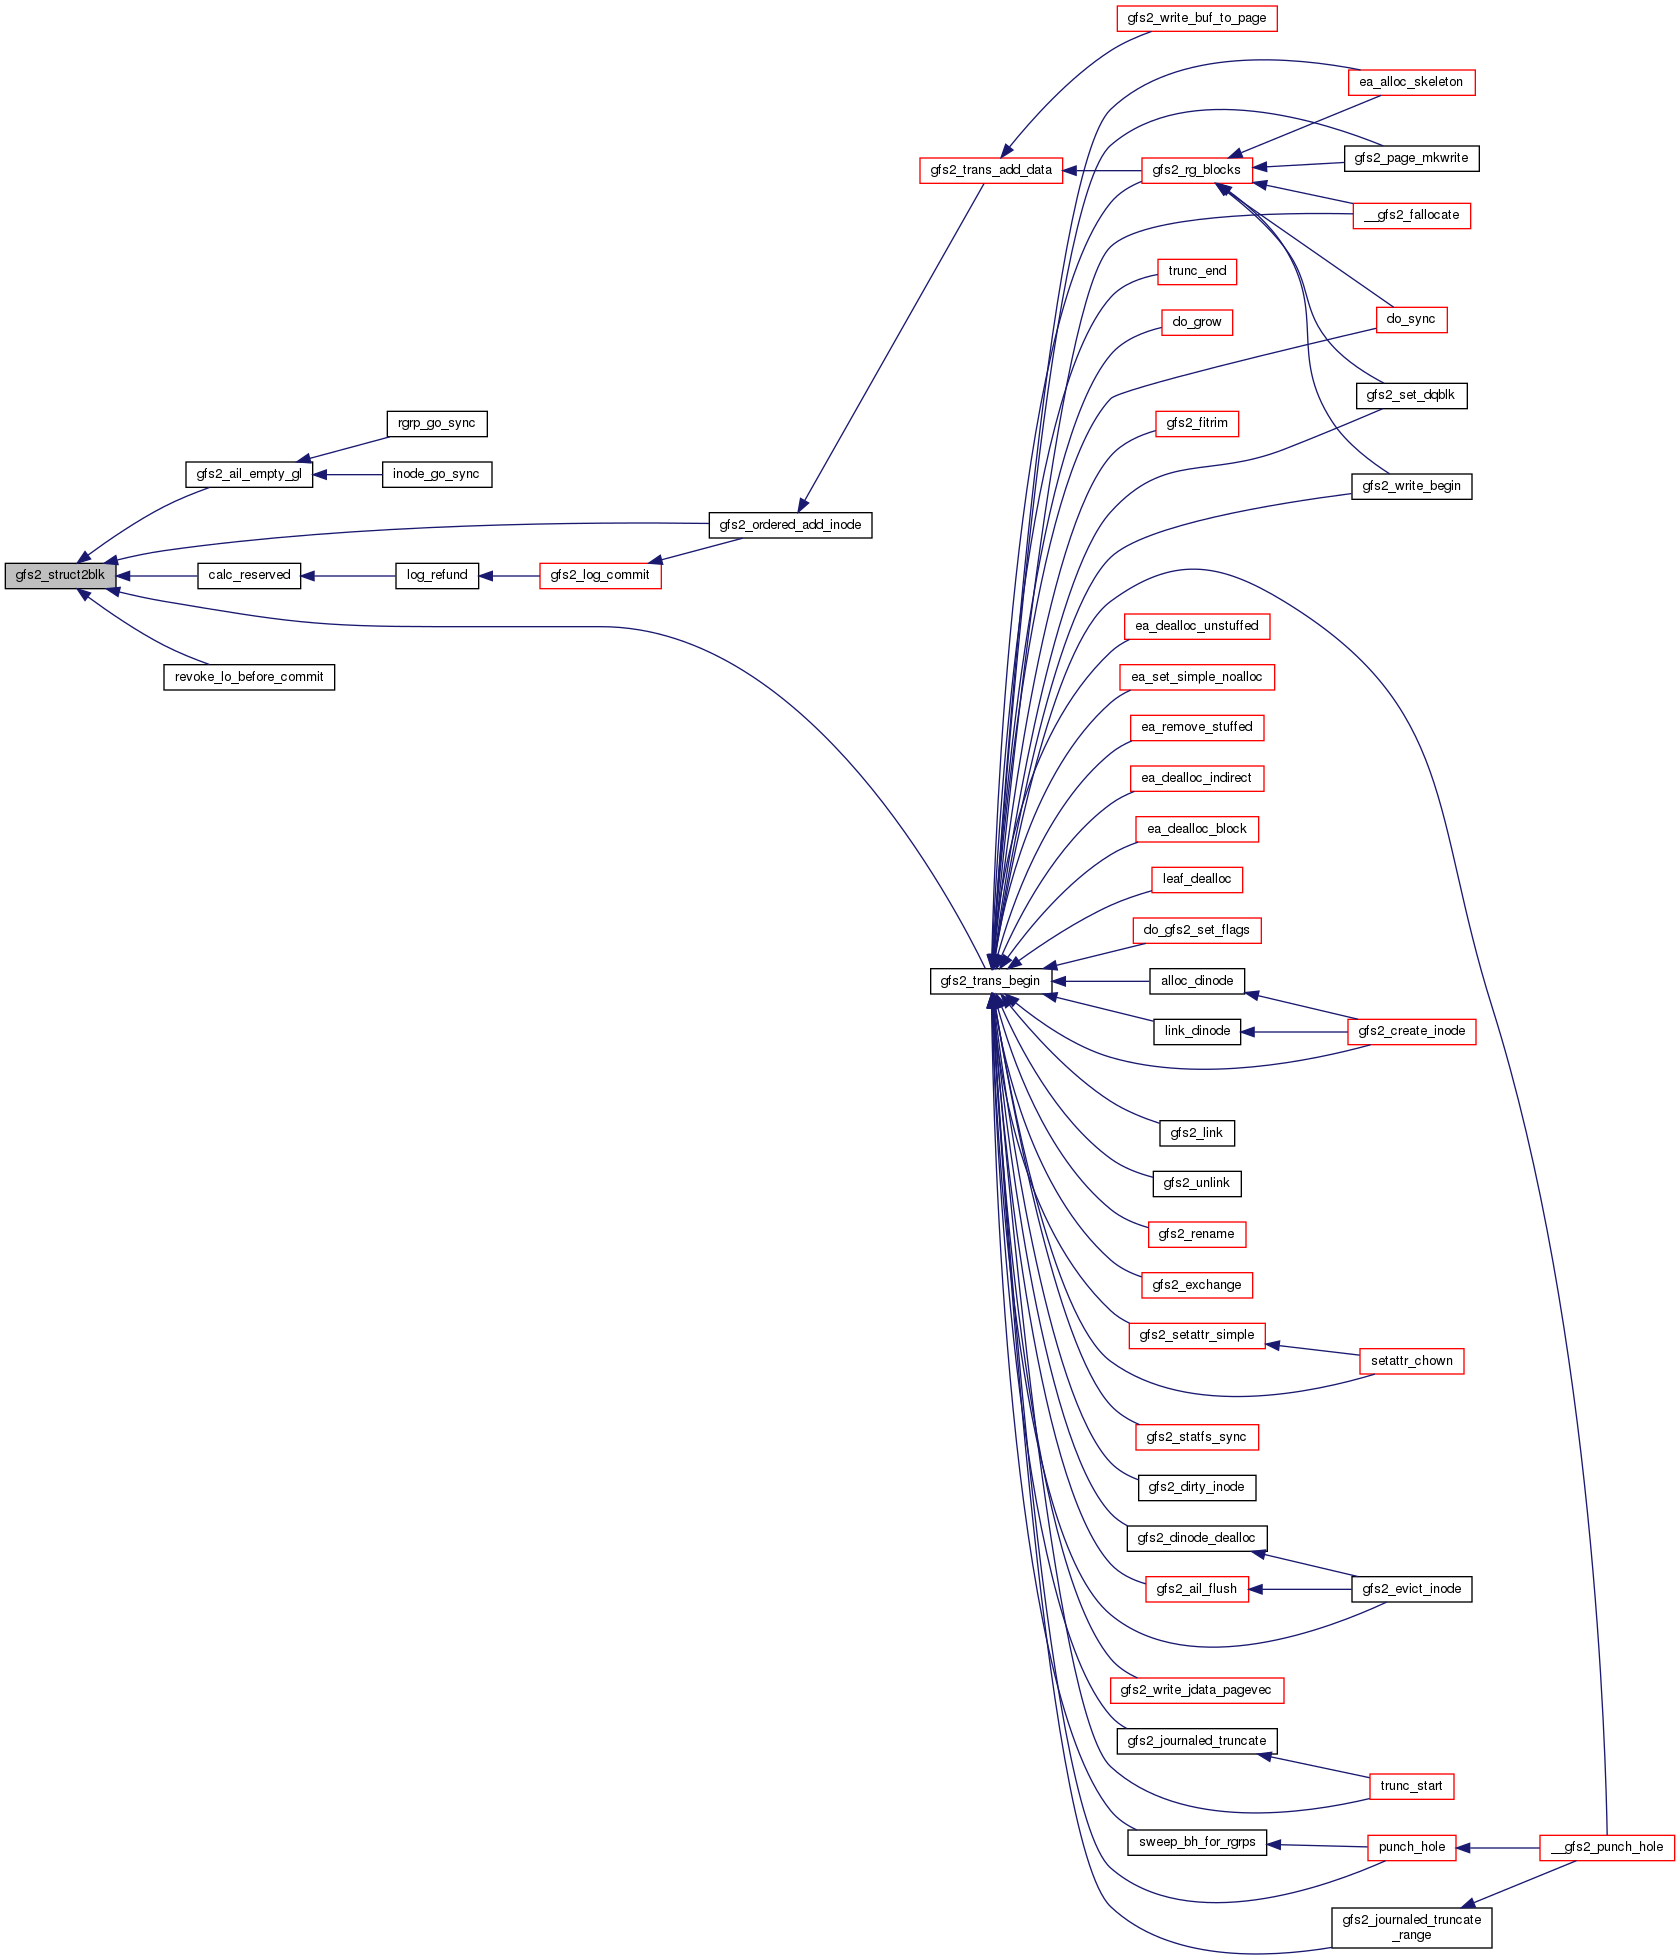 gfs2_write_buf_to_page
ea_alloc_skeleton
gfs2_page_mkwrite
gfs2_trans_add_data
gfs2_rg_blocks
__gfs2_fallocate
trunc_end
do_grow
do_sync
gfs2_set_dqblk
rgrp_go_sync
gfs2_fitrim
gfs2_ail_empty_gl
inode_go_sync
gfs2_write_begin
gfs2_ordered_add_inode
gfs2_struct2blk
calc_reserved
log_refund
gfs2_log_commit
ea_dealloc_unstuffed
revoke_lo_before_commit
ea_set_simple_noalloc
ea_remove_stuffed
ea_dealloc_indirect
ea_dealloc_block
leaf_dealloc
do_gfs2_set_flags
gfs2_trans_begin
alloc_dinode
link_dinode
gfs2_create_inode
gfs2_link
gfs2_unlink
gfs2_rename
gfs2_exchange
gfs2_setattr_simple
setattr_chown
gfs2_statfs_sync
gfs2_dirty_inode
gfs2_dinode_dealloc
gfs2_ail_flush
gfs2_evict_inode
gfs2_write_jdata_pagevec
gfs2_journaled_truncate
trunc_start
sweep_bh_for_rgrps
punch_hole
__gfs2_punch_hole
gfs2_journaled_truncate
_range